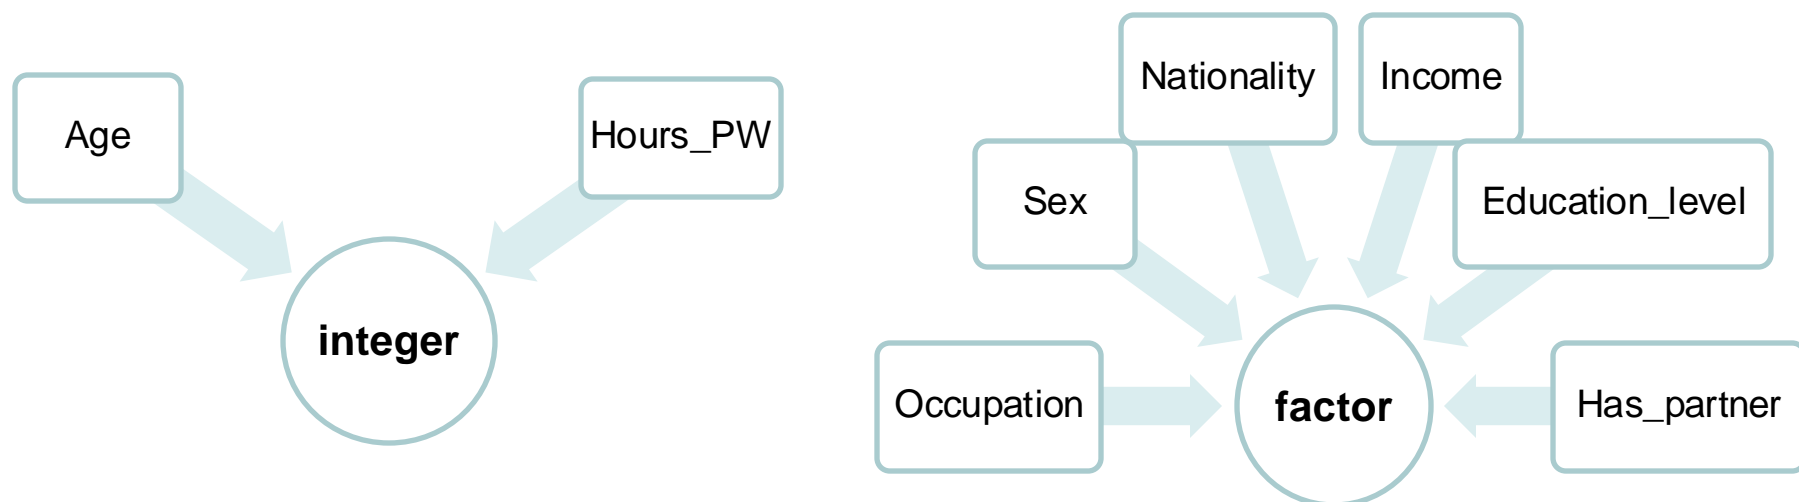 Age
Hours_PW
integer
Nationality
Income
Sex
Education_level
Occupation
factor
Has_partner